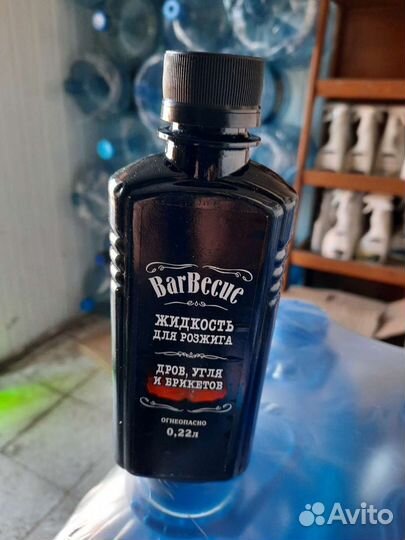 BarBecue
ЖИДКОСТЬ
ДЛЯ РОЗЖИГА
ДРОВ, УГЛЯ
И БРИКЕТОВ
ОГНЕОПАСНО
0,22л
Avito